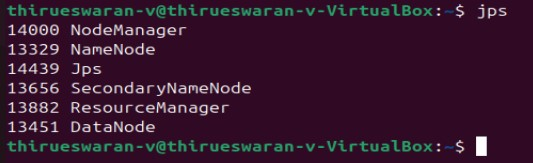 thirueswaran-v@thirueswaran-v-VirtualBox:~$ jps
14000 NodeManager
13329 NameNode
14439 Jps
13656 SecondaryNameNode
13882 ResourceManager
13451 DataNode
thirueswaran-v@thirueswaran-v-VirtualBox:~$